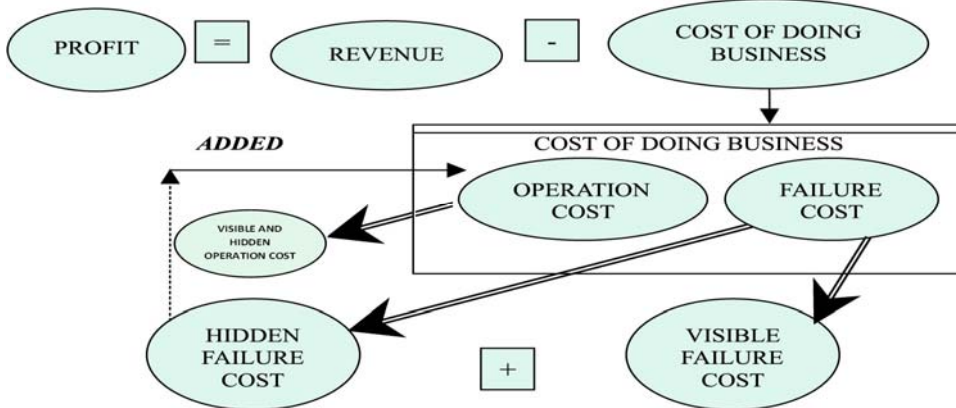 PROFIT
=
REVENUE
-
COST OF DOING
BUSINESS
ADDED
COST OF DOING BUSINESS
OPERATION
COST
FAILURE
COST
VISIBLE AND
HIDDEN
OPERATION COST
HIDDEN
FAILURE
COST
+
VISIBLE
FAILURE
COST